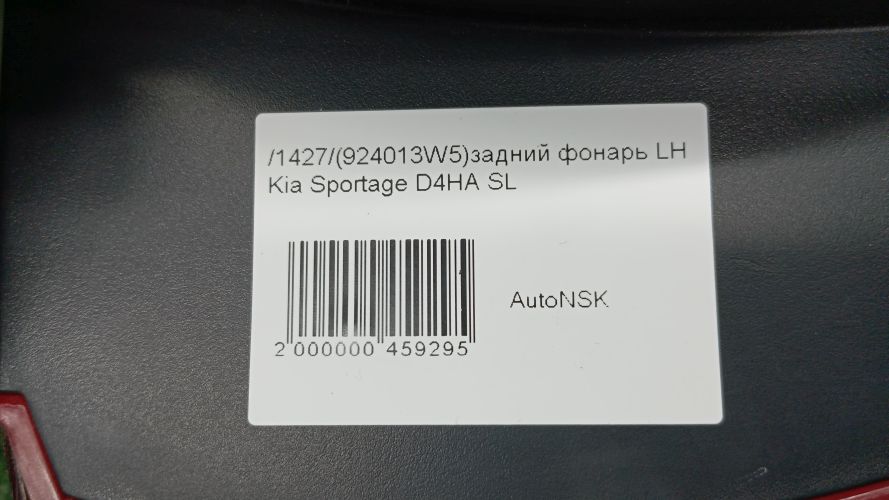 /1427/(924013W5)задний фонарь LH
Kia Sportage D4HA SL
AutoNSK
2 000000 459295